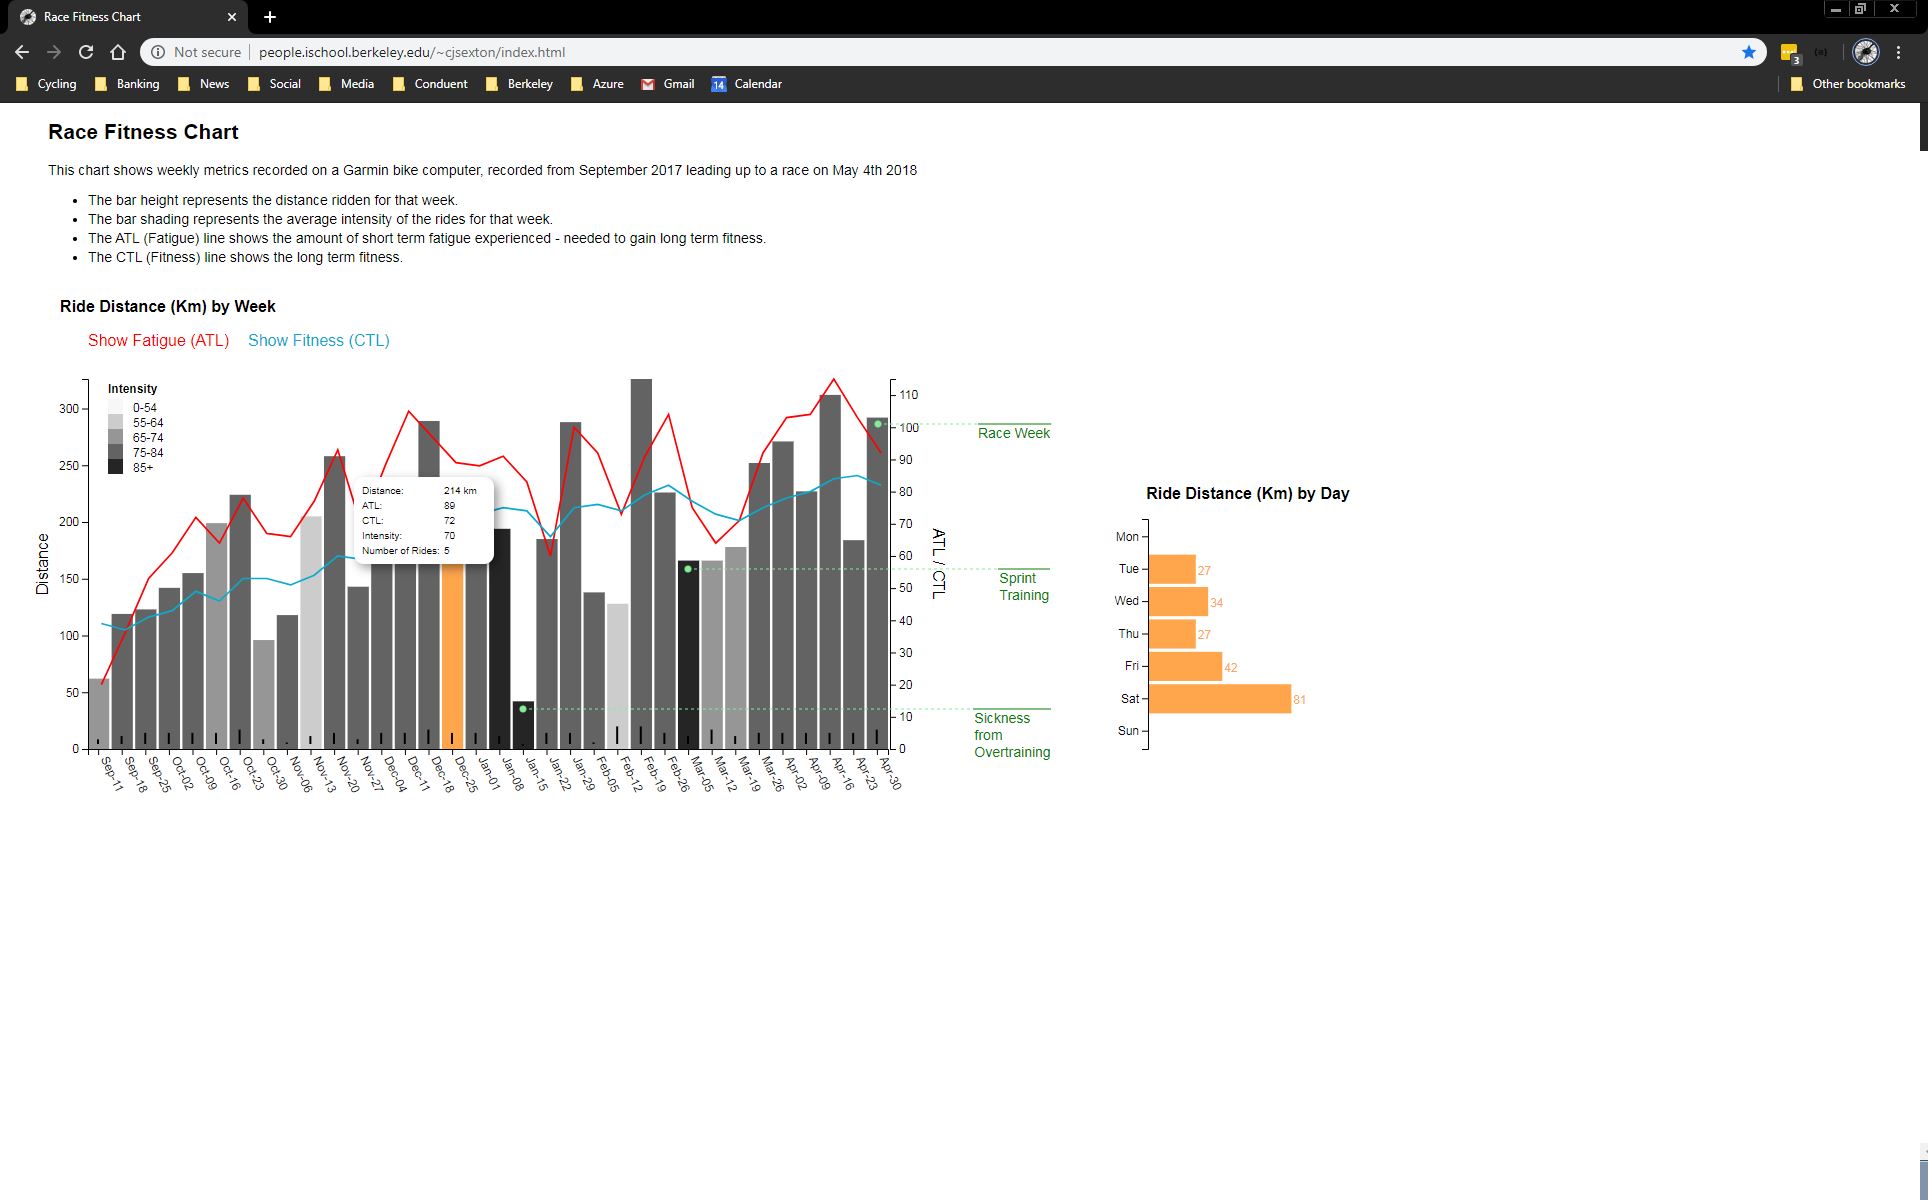 Race Fitness Chart
Not secure people.ischool.berkeley.edu/~cjsexton/index.html
3
Cycling Banking News Social Media Conduent Berkeley Azure Gmail 14 Calendar Other bookmarks
Race Fitness Chart
This chart shows weekly metrics recorded on a Garmin bike computer, recorded from September 2017 leading up to a race on May 4th 2018
• The bar height represents the distance ridden for that week.
• The bar shading represents the average intensity of the rides for that week.
• The ATL (Fatigue) line shows the amount of short term fatigue experienced - needed to gain long term fitness.
• The CTL (Fitness) line shows the long term fitness.
Ride Distance (Km) by Week
Show Fatigue (ATL) Show Fitness (CTL)
Intensity
0-54
55-64
65-74
75-84
85+
300
250
200
150
100
50
0
Distance
Distance: 214 km
ATL: 89
CTL: 72
Intensity: 70
Number of Rides: 5
110
100
90
80
70
60
50
40
30
20
10
0
ATL / CTL
Race Week
Sprint
Training
Sickness
from
Overtraining
Sep-11
Sep-18
Sep-25
Oct-02
Oct-09
Oct-16
Oct-23
Oct-30
Nov-06
Nov-13
Nov-20
Nov-27
Dec-04
Dec-11
Dec-18
Dec-25
Jan-01
Jan-08
Jan-15
Jan-22
Jan-29
Feb-05
Feb-12
Feb-19
Feb-26
Mar-05
Mar-12
Mar-19
Mar-26
Apr-02
Apr-09
Apr-16
Apr-23
Apr-30
Ride Distance (Km) by Day
Mon
Tue 27
Wed 34
Thu 27
Fri 42
Sat 81
Sun